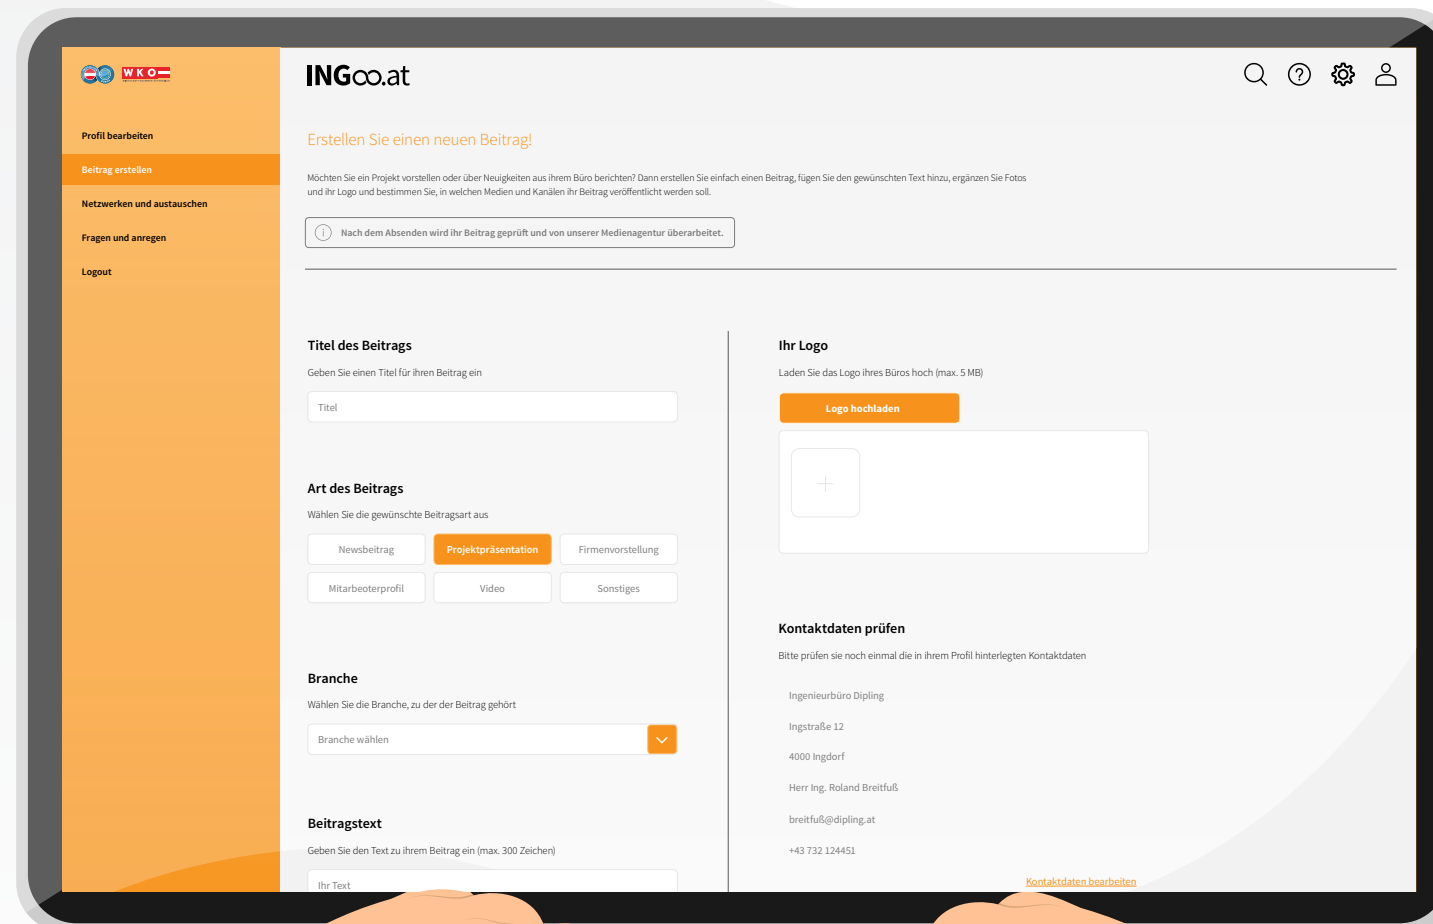 WKO
INGoo.at
Profil bearbeiten
Beitrag erstellen
Netzwerken und austauschen
Fragen und anregen
Logout
Erstellen Sie einen neuen Beitrag!
Möchten Sie ein Projekt vorstellen oder über Neuigkeiten aus ihrem Büro berichten? Dann erstellen Sie einfach einen Beitrag, fügen Sie den gewünschten Text hinzu, ergänzen Sie Fotos
und ihr Logo und bestimmen Sie, in welchen Medien und Kanälen ihr Beitrag veröffentlicht werden soll.
Nach dem Absenden wird ihr Beitrag geprüft und von unserer Medienagentur überarbeitet.
Titel des Beitrags
Geben Sie einen Titel für ihren Beitrag ein
Titel
Art des Beitrags
Wählen Sie die gewünschte Beitragsart aus
Newsbeitrag
Projektpräsentation
Firmenvorstellung
Mitarbeoterprofil
Video
Sonstiges
Branche
Wählen Sie die Branche, zu der der Beitrag gehört
Branche wählen
Beitragstext
Geben Sie den Text zu ihrem Beitrag ein (max. 300 Zeichen)
Ihr Text
Ihr Logo
Laden Sie das Logo ihres Büros hoch (max. 5 MB)
Logo hochladen
Kontaktdaten prüfen
Bitte prüfen sie noch einmal die in ihrem Profil hinterlegten Kontaktdaten
Ingenieurbüro Dipling
Ingstraße 12
4000 Ingdorf
Herr Ing. Roland Breitfuß
breitfuß@dipling.at
+43 732 124451
Kontaktdaten bearbeiten